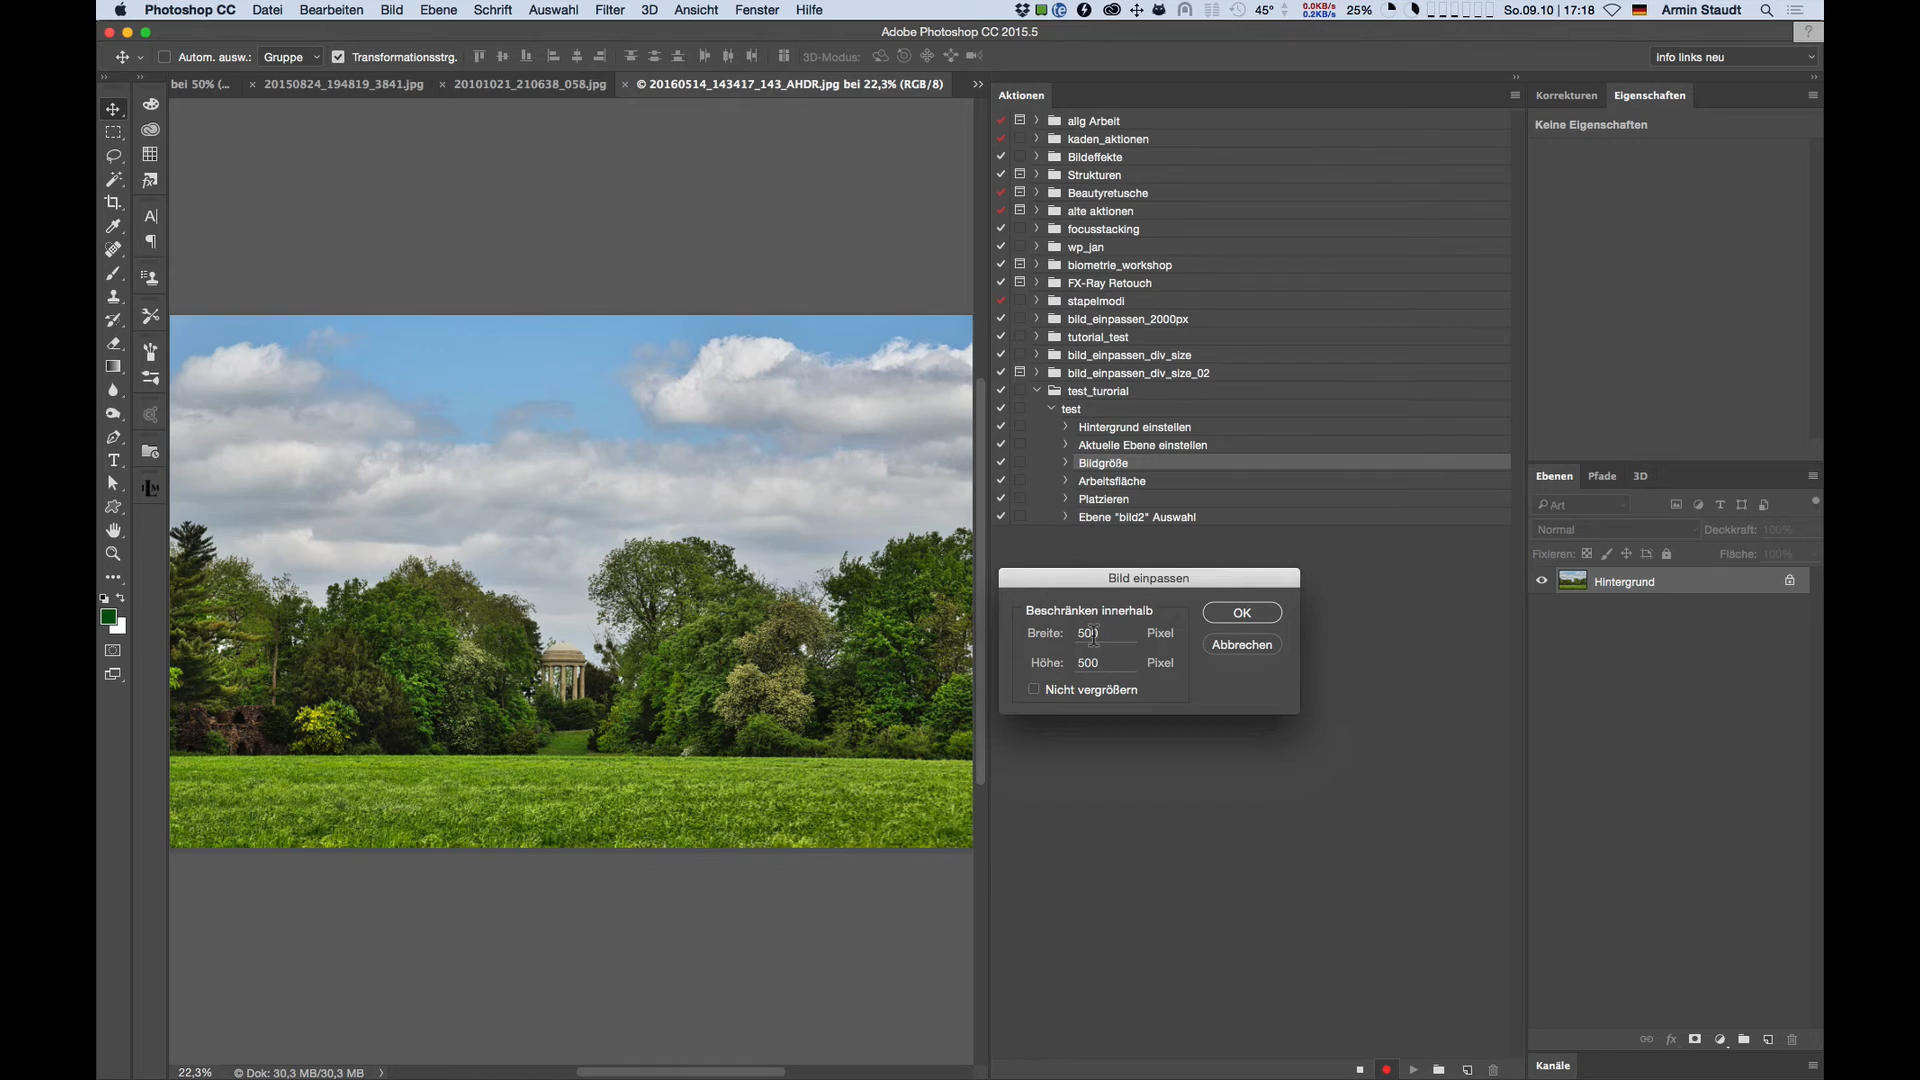 Photoshop CC Datei Bearbeiten Bild Ebene Schrift Auswahl Filter 3D Ansicht Fenster Hilfe 45° 0.0KB/s 0.2KB/s 25% So.09.10 17:18 Armin Staudt
Adobe Photoshop CC 2015.5
Autom. ausw.: Gruppe Transformationsstrg. 3D-Modus: Info links neu
bei 50% (... × 20150824_194819_3841.jpg × 20101021_210638_058.jpg × © 20160514_143417_143_AHDR.jpg bei 22,3% (RGB/8)
Aktionen
Korrekturen Eigenschaften
Keine Eigenschaften
allg Arbeit
kaden_aktionen
Bildeffekte
Strukturen
Beautyretusche
alte aktionen
focusstacking
wp_jan
biometrie_workshop
FX-Ray Retouch
stapelmodi
bild_einpassen_2000px
tutorial_test
bild_einpassen_div_size
bild_einpassen_div_size_02
test_turorial
test
Hintergrund einstellen
Aktuelle Ebene einstellen
Bildgröße
Arbeitsfläche
Platzieren
Ebene "bild2" Auswahl
Bild einpassen
Beschränken innerhalb
Breite: 500 Pixel
Höhe: 500 Pixel
Nicht vergrößern
OK
Abbrechen
Ebenen Pfade 3D
Art
Normal Deckkraft: 100%
Fixieren: Fläche: 100%
Hintergrund
Kanäle
22,3% © Dok: 30,3 MB/30,3 MB